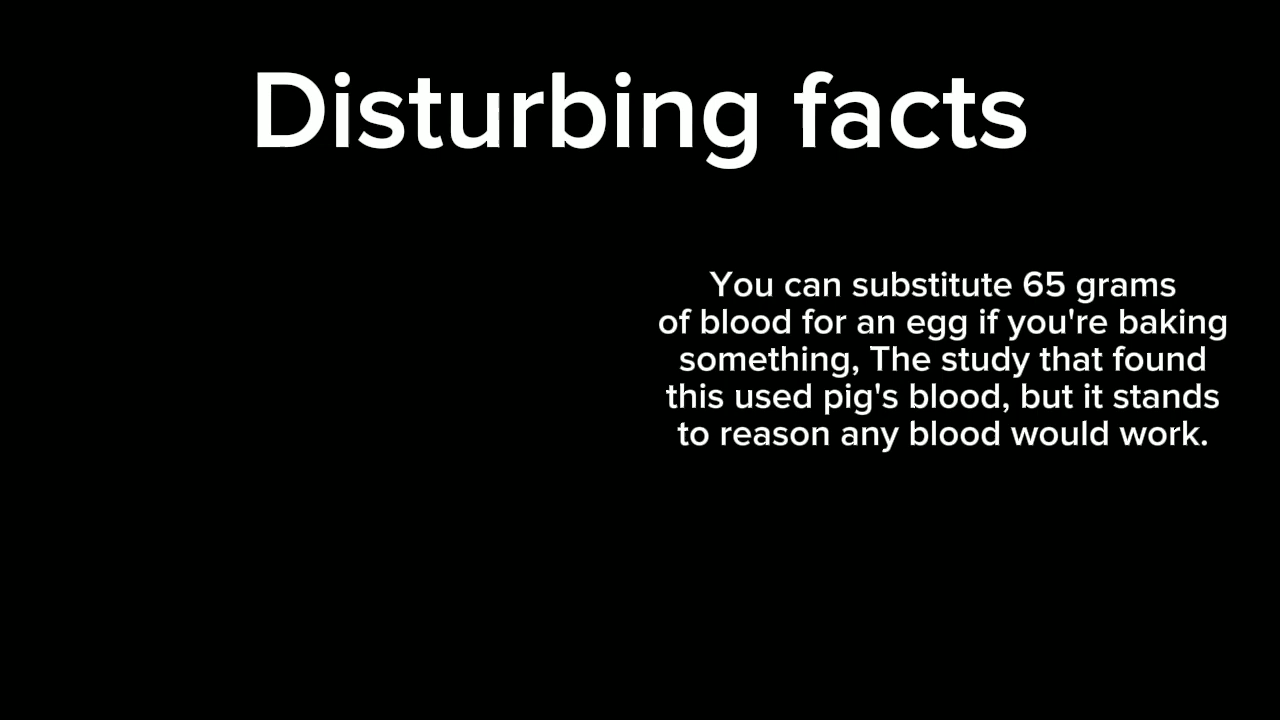 Disturbing facts
You can substitute 65 grams
of blood for an egg if you're baking
something, The study that found
this used pig's blood, but it stands
to reason any blood would work.